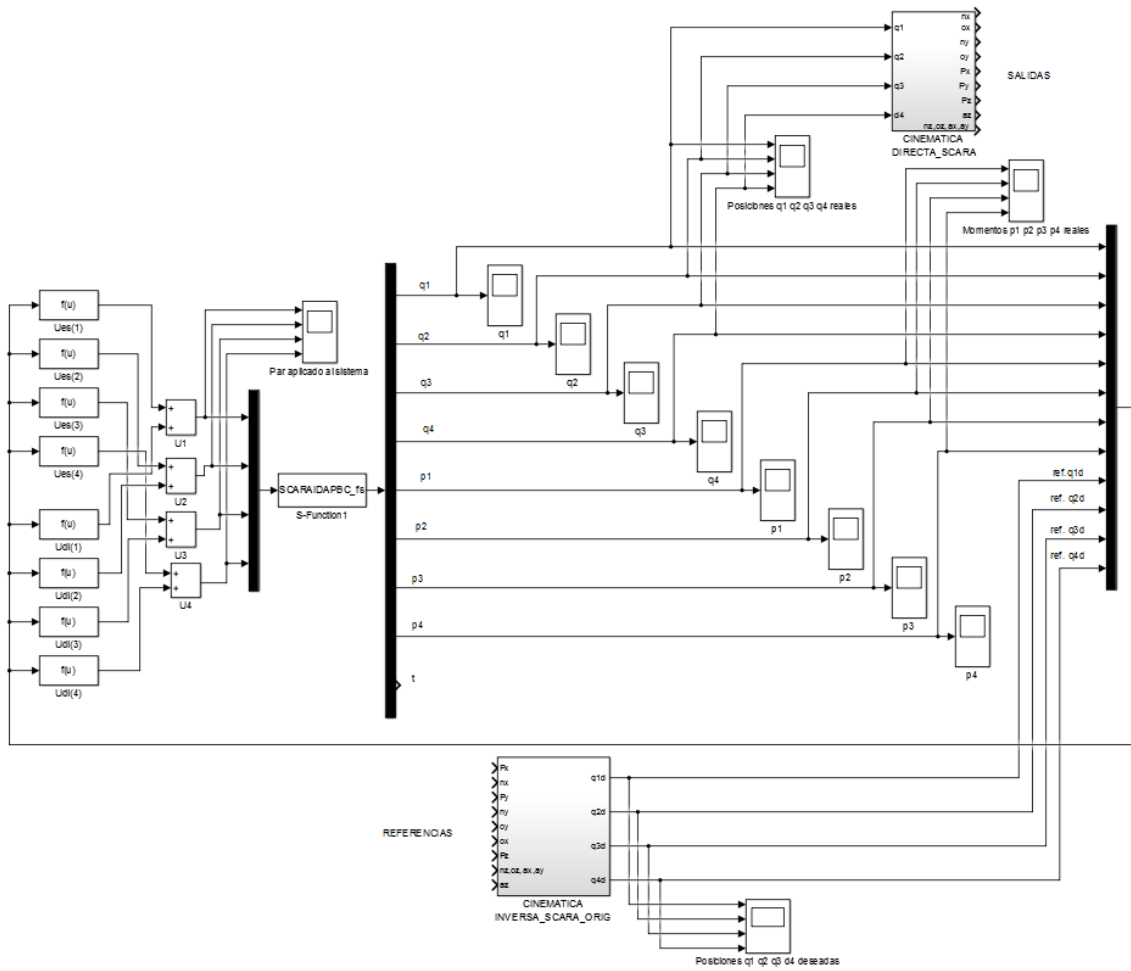 nx
q1
ox
ny
q2
oy
SALIDAS
Px
q3
Py
Pz
d4
az
nz,oz,ax,ay
CINEMATICA
DIRECTA_SCARA
Posiciones q1 q2 q3 q4 reales
Momentos p1 p2 p3 p4 reales
f(u)
Ues(1)
f(u)
Ues(2)
f(u)
Ues(3)
f(u)
Ues(4)
f(u)
Udi(1)
f(u)
Udi(2)
f(u)
Udi(3)
f(u)
Udi(4)
+
+
U1
+
+
U2
+
+
U3
+
+
U4
Par aplicado al sistema
SCARAIDAPBC_fs
S-Function1
q1
q2
q3
q4
p1
p2
p3
p4
t
q1
q2
q3
q4
p1
p2
p3
p4
ref.q1d
ref. q2d
ref. q3d
ref. q4d
REFERENCIAS
Px
nx
Py
ny
oy
ox
Pz
nz,oz,ax,ay
az
q1d
q2d
q3d
q4d
CINEMATICA
INVERSA_SCARA_ORIG
Posiciones q1 q2 q3 d4 deseadas